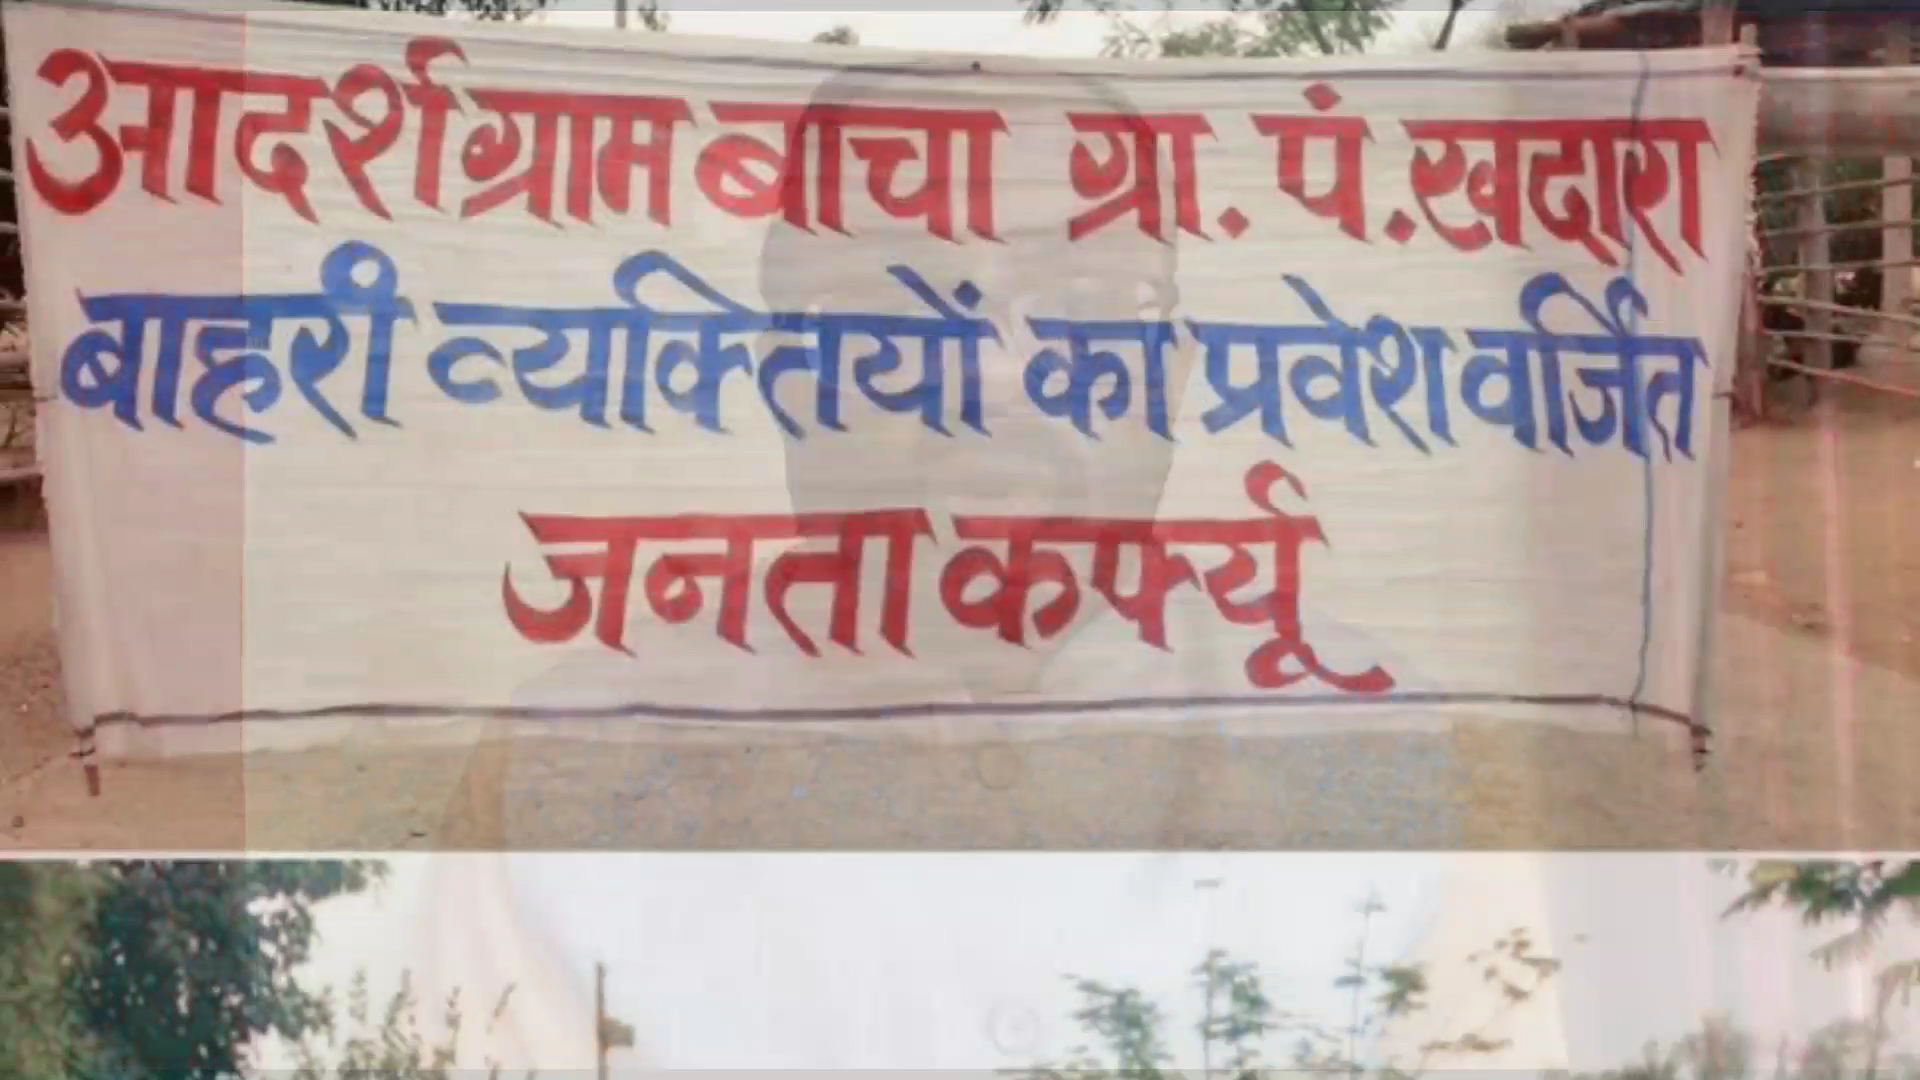 आदर्श ग्राम बाचा ग्रा. पं. खदारा
बाहरी व्यक्तियों का प्रवेश वर्जित
जनता कर्फ्यू